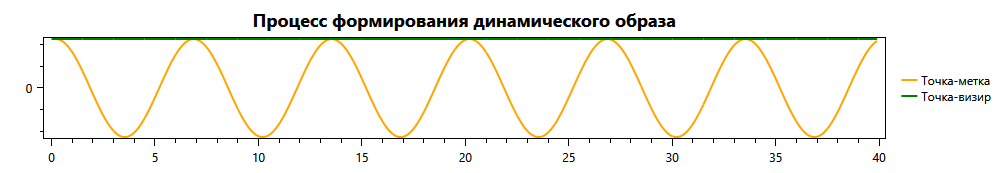 Процесс формирования динамического образа
0
Точка-метка
Точка-визир
0 5 10 15 20 25 30 35 40